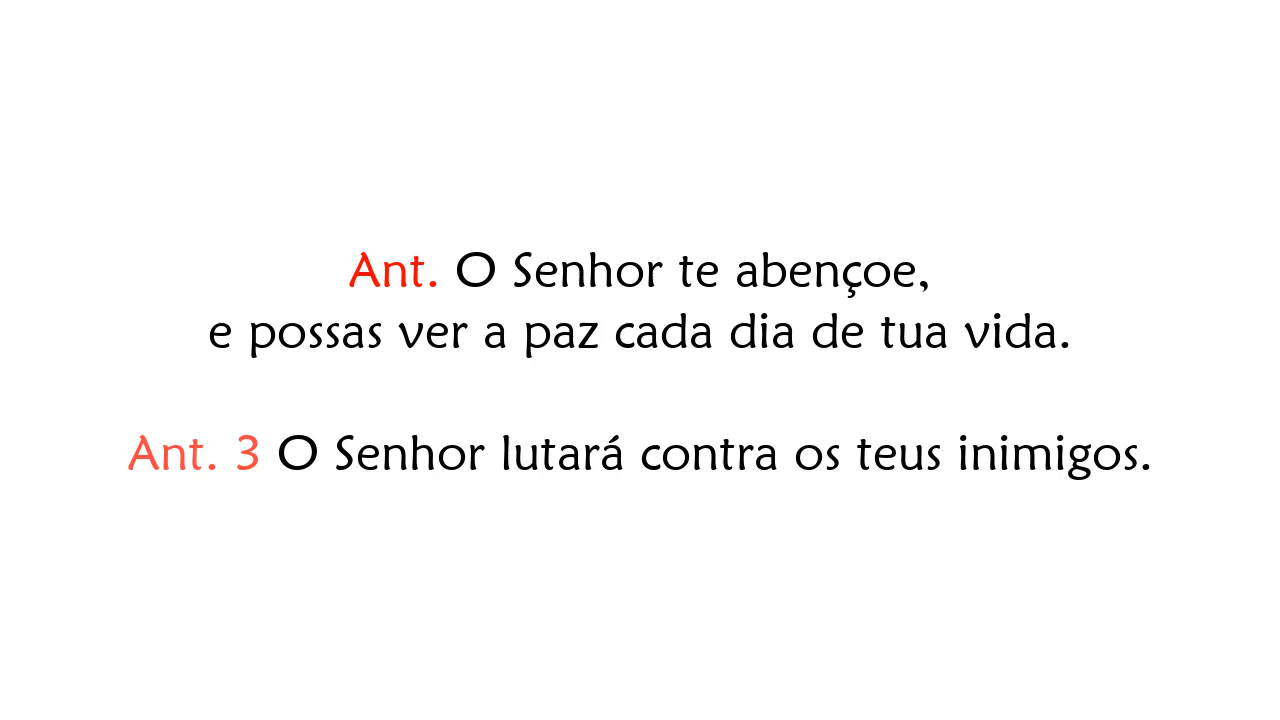 Ant. O Senhor te abençoe,
e possas ver a paz cada dia de tua vida.
Ant. 3 O Senhor lutará contra os teus inimigos.